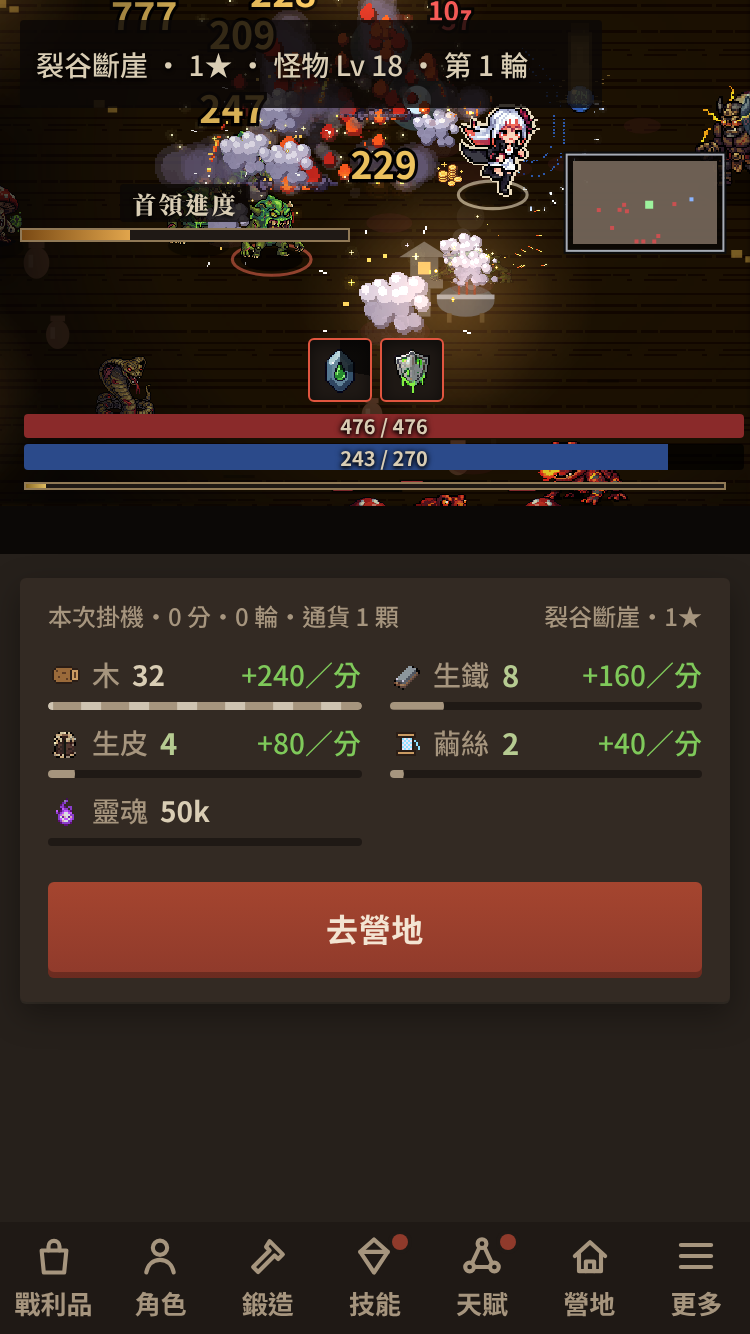 777
228
107
209
裂谷斷崖 • 1★ • 怪物 Lv 18 • 第 1 輪
247
229
首領進度
476 / 476
243 / 270
本次掛機・0 分・0 輪・通貨 1 顆
裂谷斷崖・1★
木 32 +240／分
生鐵 8 +160／分
生皮 4 +80／分
繭絲 2 +40／分
靈魂 50k
去營地
戰利品
角色
鍛造
技能
天賦
營地
更多